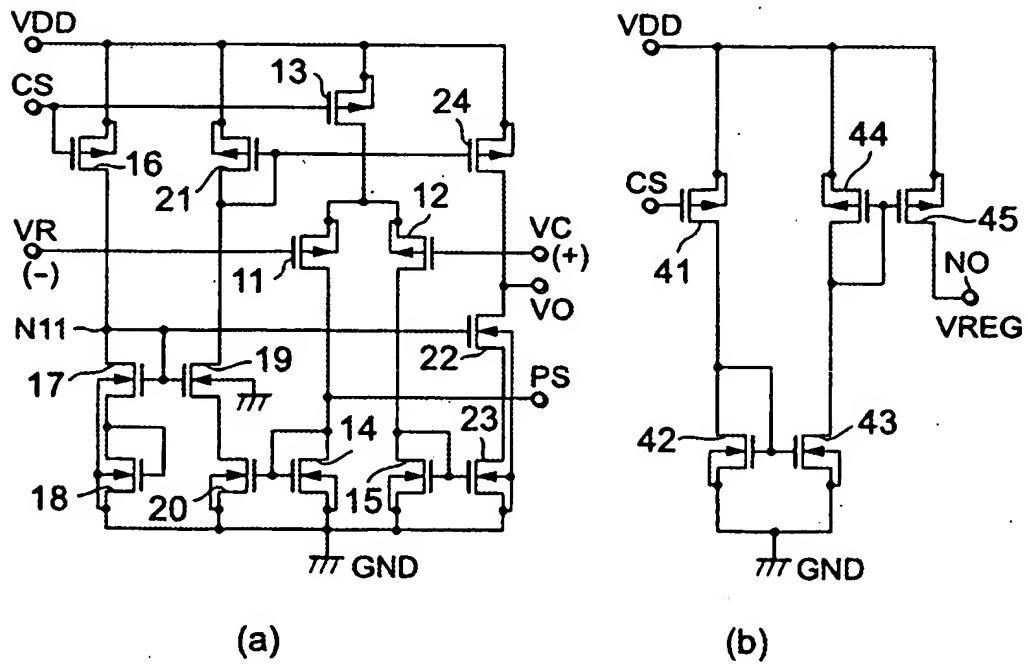 VDD
CS
13
24
16
21
12
VR
(−)
11
VC
(+)
VO
N11
17
19
22
PS
14
23
18
20
15
GND
(a)
VDD
44
CS
41
45
NO
VREG
42
43
GND
(b)